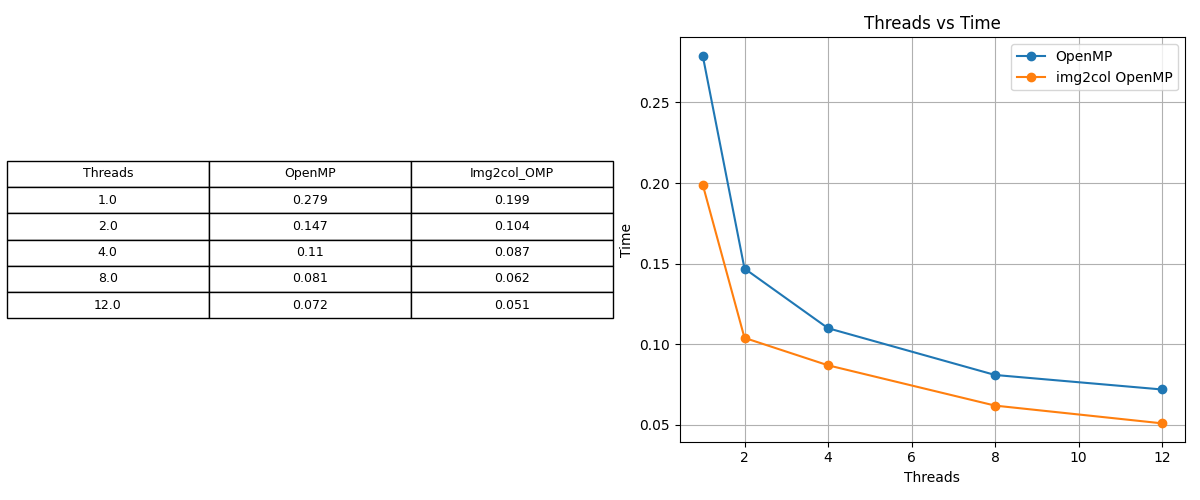 Threads OpenMP Img2col_OMP
1.0 0.279 0.199
2.0 0.147 0.104
4.0 0.11 0.087
8.0 0.081 0.062
12.0 0.072 0.051
Threads vs Time
OpenMP
img2col OpenMP
Time
0.25
0.20
0.15
0.10
0.05
2 4 6 8 10 12
Threads